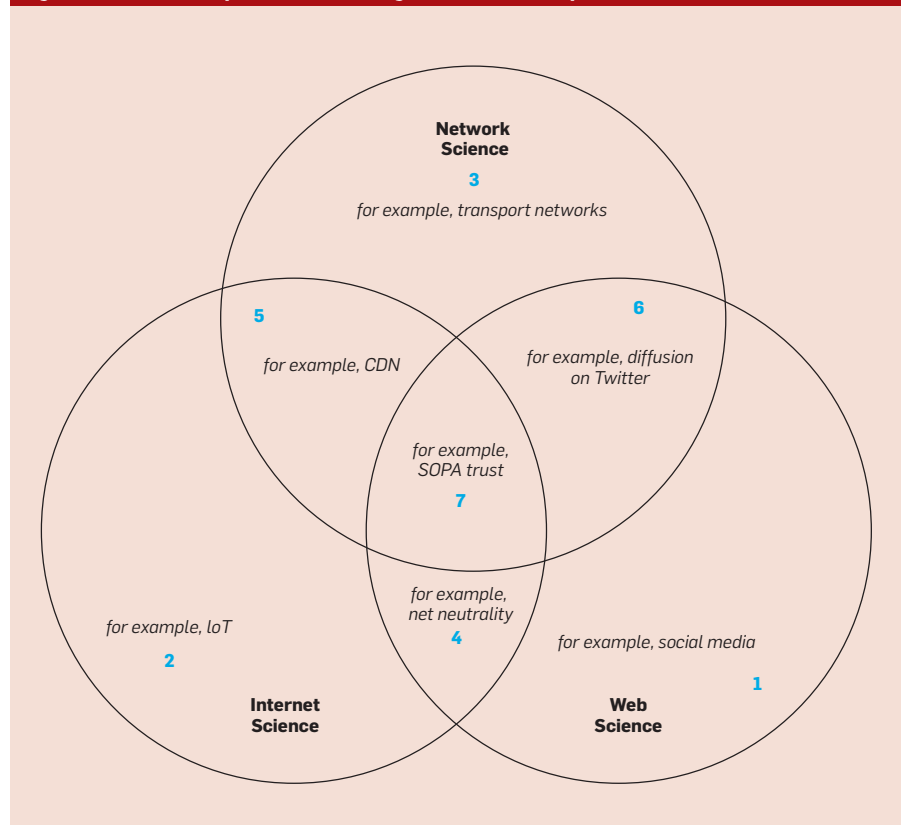 Network
Science
3
for example, transport networks
5
6
for example, CDN
for example, diffusion
on Twitter
for example,
SOPA trust
7
for example,
net neutrality
4
for example, IoT
2
for example, social media
1
Internet
Science
Web
Science